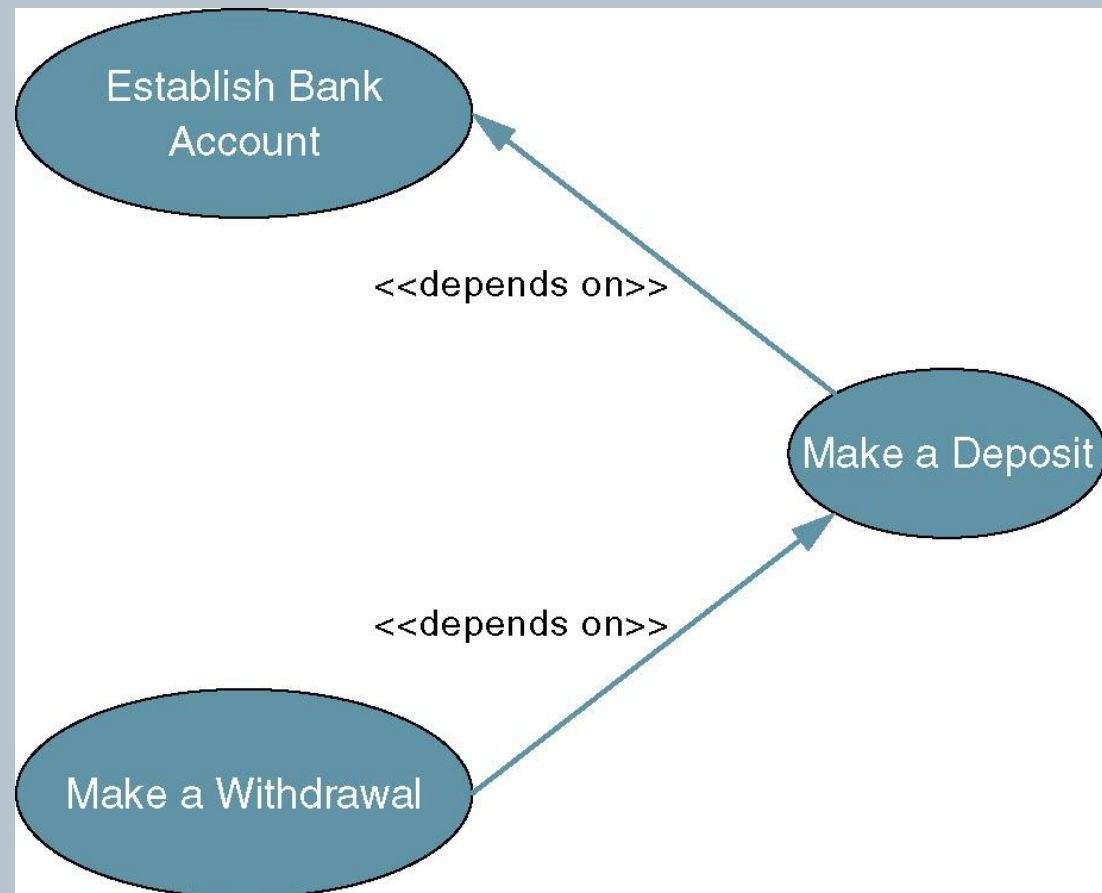 Establish Bank
Account
<<depends on>>
Make a Deposit
<<depends on>>
Make a Withdrawal